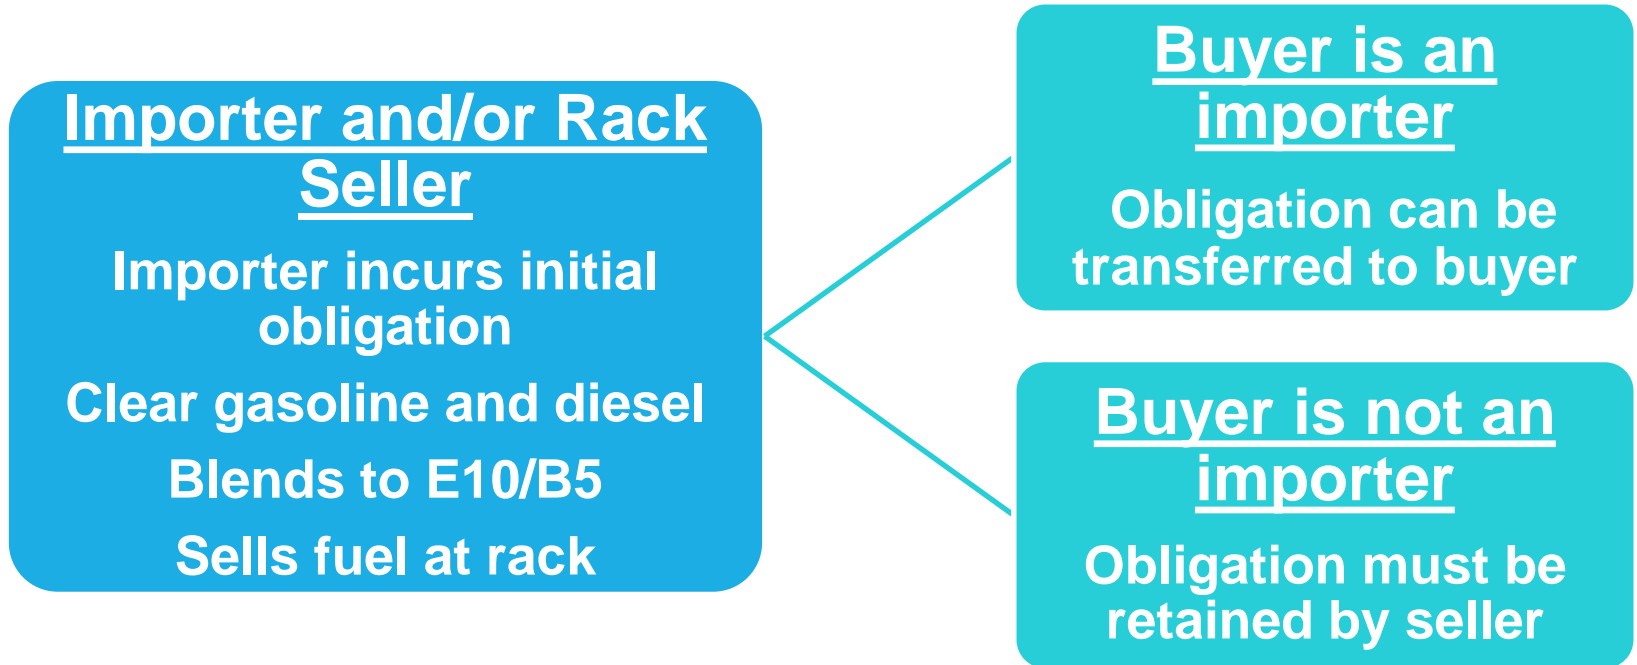 Importer and/or Rack
Seller
Importer incurs initial
obligation
Clear gasoline and diesel
Blends to E10/B5
Sells fuel at rack
Buyer is an
importer
Obligation can be
transferred to buyer
Buyer is not an
importer
Obligation must be
retained by seller